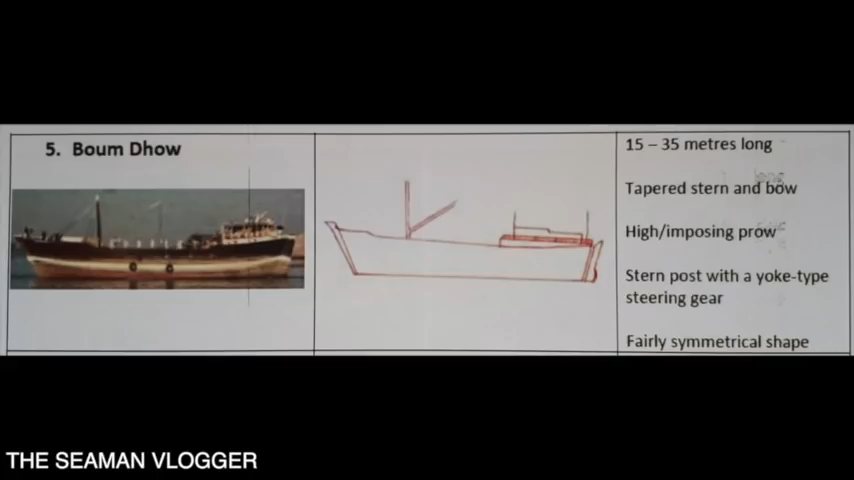 5. Boum Dhow
15 – 35 metres long
Tapered stern and bow
High/imposing prow
Stern post with a yoke-type
steering gear
Fairly symmetrical shape
THE SEAMAN VLOGGER